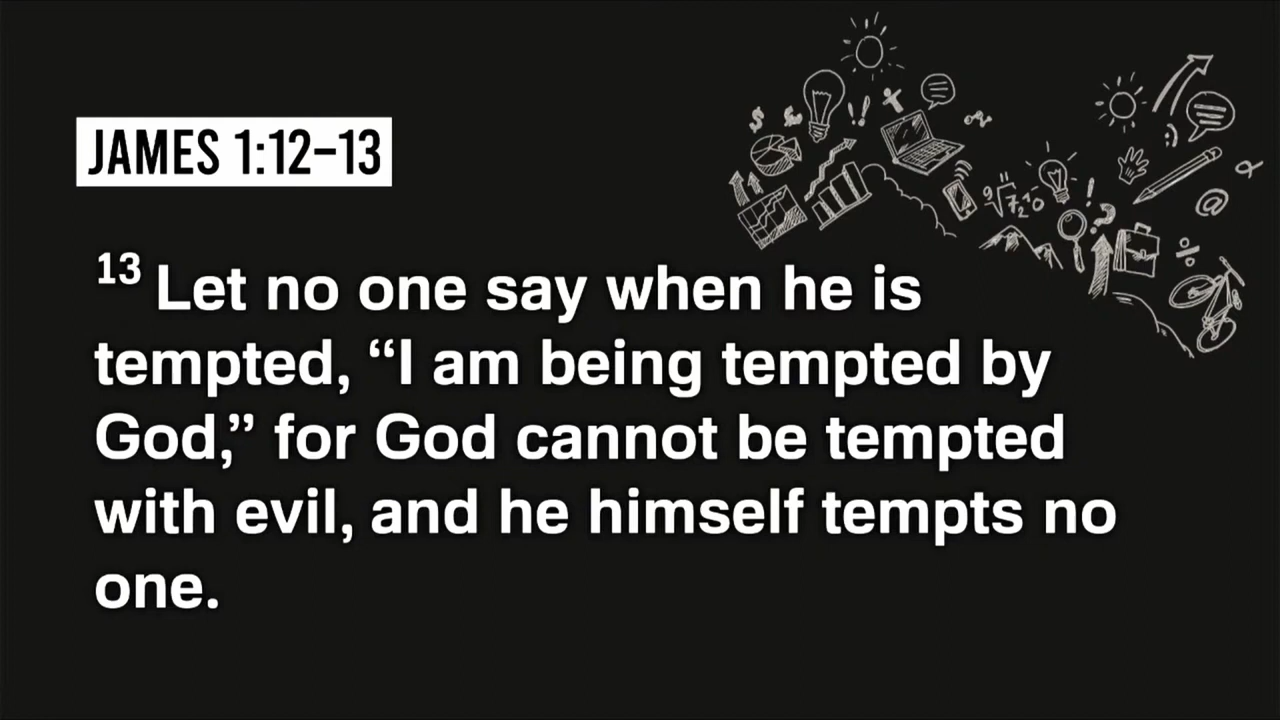 JAMES 1:12–13
13 Let no one say when he is
tempted, “I am being tempted by
God,” for God cannot be tempted
with evil, and he himself tempts no
one.